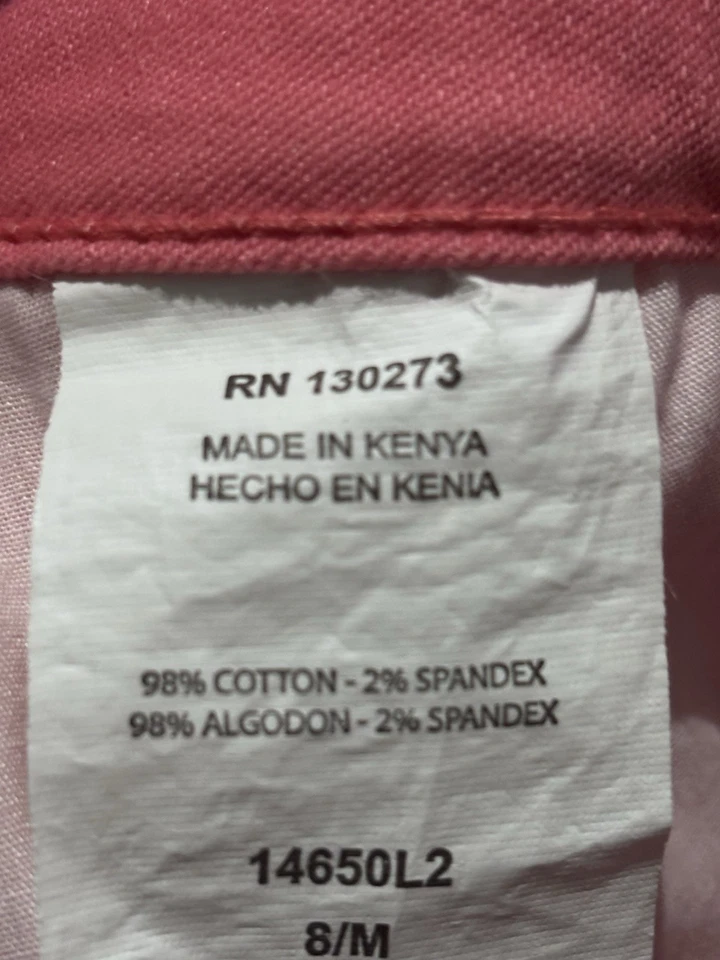 RN 130273
MADE IN KENYA
HECHO EN KENIA
98% COTTON - 2% SPANDEX
98% ALGODON - 2% SPANDEX
14650L2
8/M